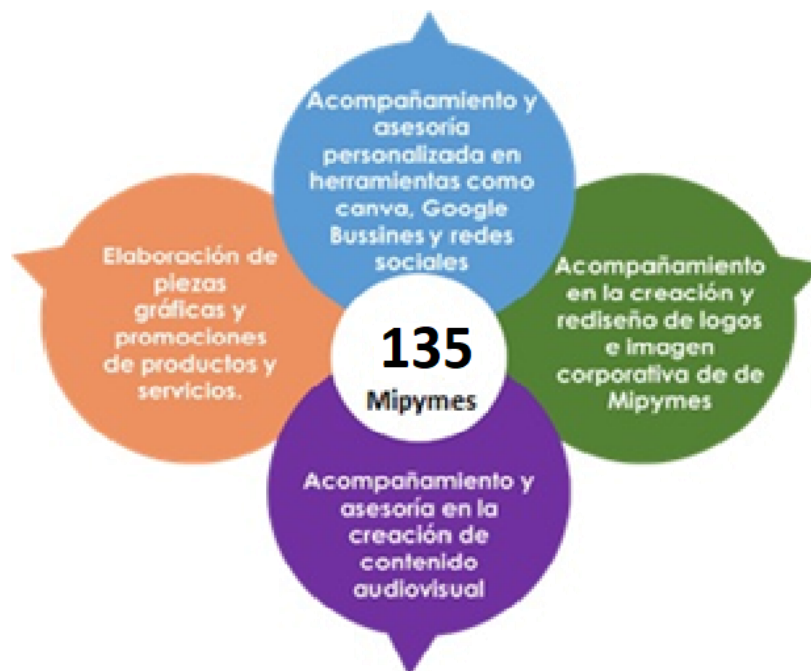 Acompañamiento y
asesoría
personalizada en
herramientas como
canva, Google
Bussines y redes
sociales
Elaboración de
piezas
gráficas y
promociones
de productos y
servicios.
135
Mipymes
Acompañamiento
en la creación y
rediseño de logos
e imagen
corporativa de de
Mipymes
Acompañamiento y
asesoría en la
creación de
contenido
audiovisual